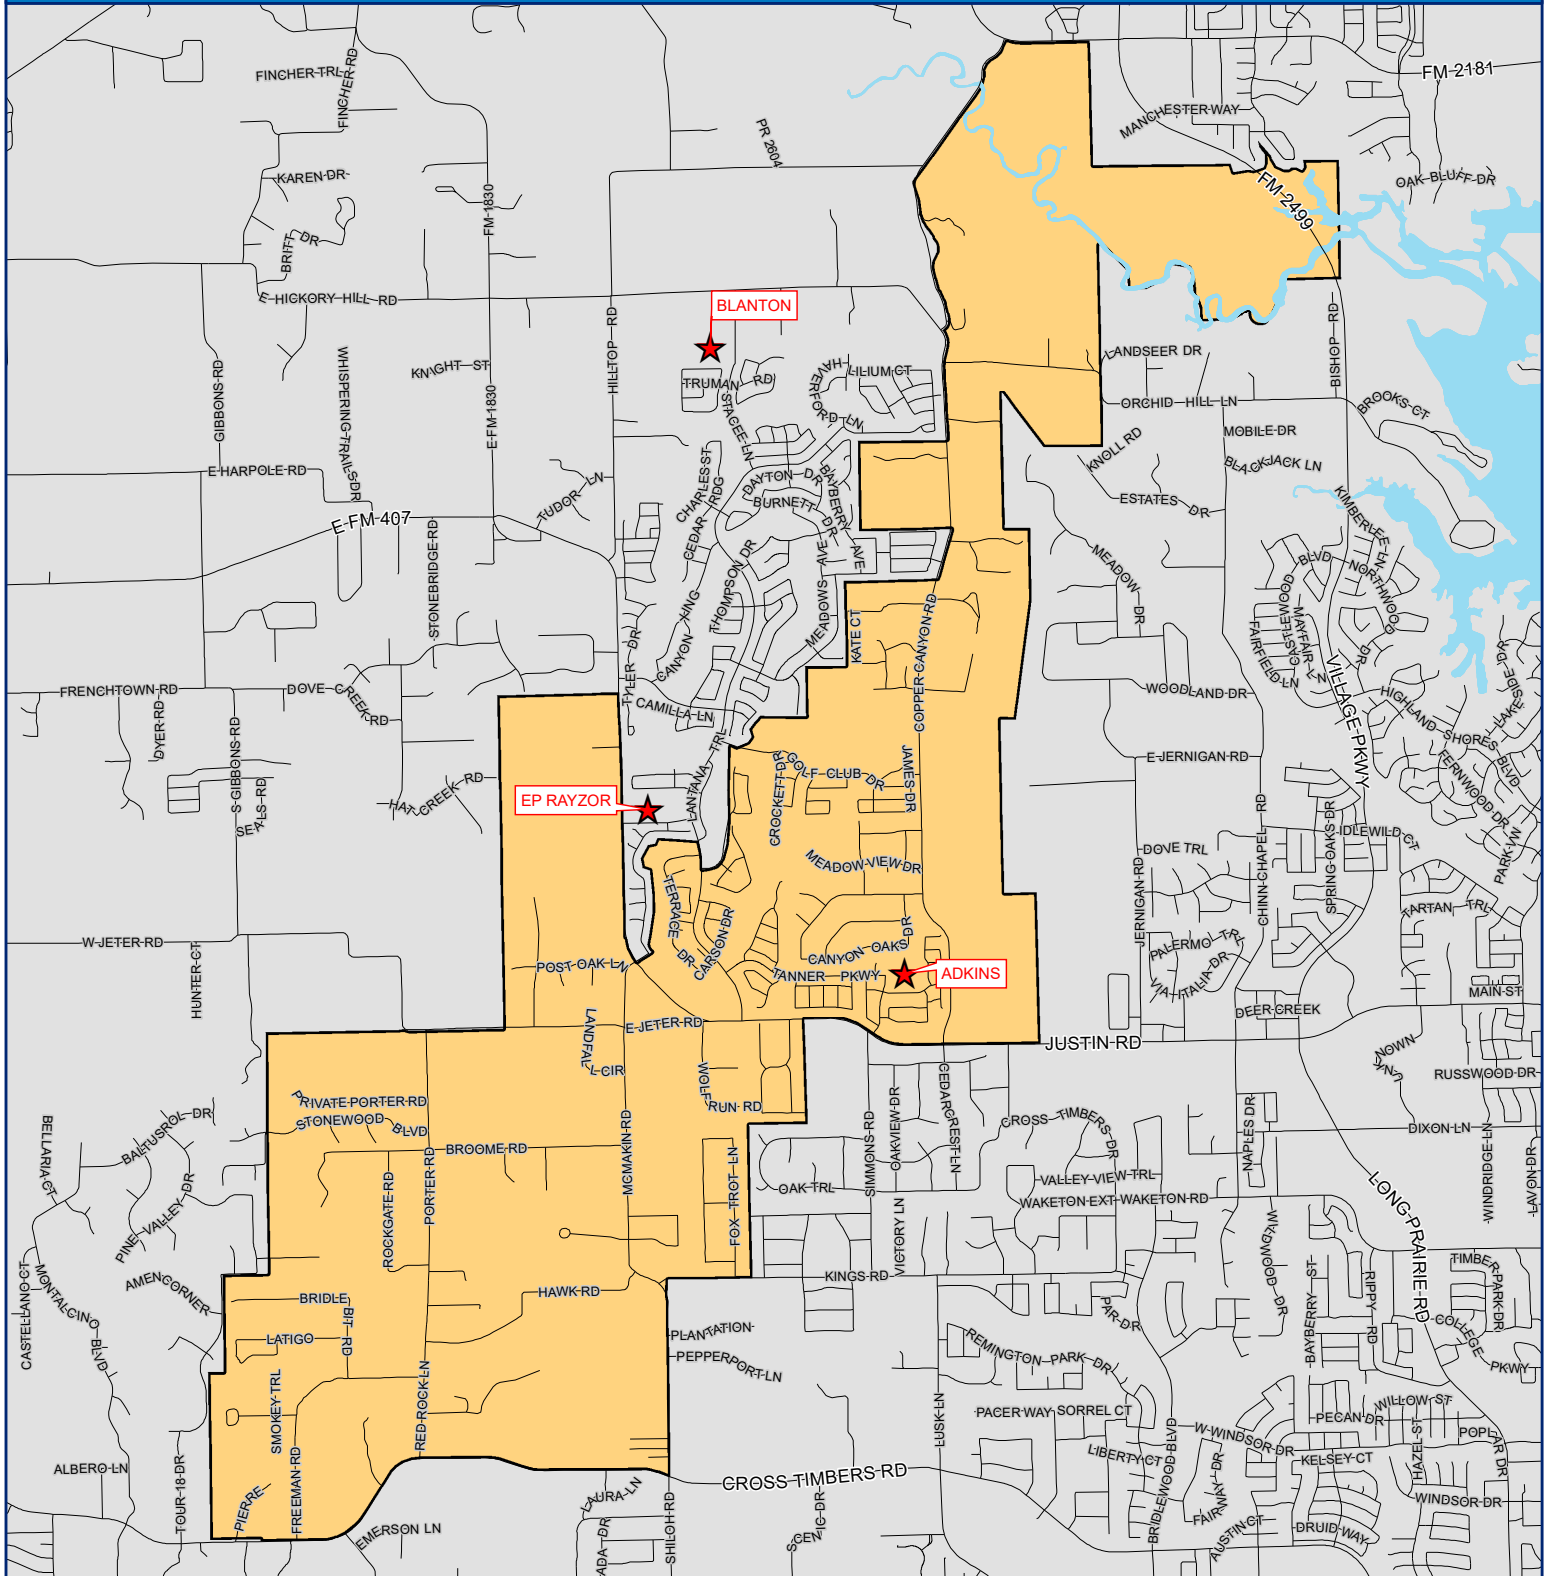 FM 2181
FINCHER TRL
FINCHER RD
MANCHESTER WAY
PR 2604
KAREN DR
OAK BLUFF DR
FM 1830
FM 2499
BRITT DR
E HICKORY HILL RD
BLANTON
HILLTOP RD
BISHOP RD
LANDSEER DR
GIBBONS RD
WHISPERING TRAILS DR
KNIGHT ST
TRUMAN RD
HAVERFORD LN
LILIUM CT
STACEE LN
E FM 1830
ORCHID HILL LN
BROOKS CT
MOBILE DR
KNOLL RD
BLACKJACK LN
E HARPOLE RD
TUDOR LN
CHARLES ST
CEDAR RDG
DAYTON DR
BAYBERRY AVE
BURNETT DR
ESTATES DR
KIMBERLEE LN
E FM 407
STONEBRIDGE RD
THOMPSON DR
MEADOWS AVE
MEADOW DR
BLVD
NORTHWOOD DR
CASTLEWOOD
MAYFAIR LN
FAIRFIELD LN
CANYON KING
KATE CT
COPPER CANYON RD
TYLER DR
VILLAGE PKWY
LAKESIDE DR
FRENCHTOWN RD
DOVE CREEK RD
CAMILLA LN
WOODLAND DR
HIGHLAND SHORES BLVD
DYER RD
S GIBBONS RD
LANTANA TRL
E JERNIGAN RD
FERNWOOD DR
HAT CREEK RD
GOLF CLUB DR
CROCKETT DR
JAMES DR
EP RAYZOR
SEALS RD
IDLEWILD CT
PARK VW
DOVE TRL
CHINN CHAPEL RD
SPRING OAKS DR
JERNIGAN RD
MEADOW VIEW DR
TERRACE DR
CARSON DR
TARTAN TRL
W JETER RD
HUNTER CT
POST OAK LN
CANYON OAKS DR
TANNER PKWY
ADKINS
PALERMO TRL
VIA ITALIA DR
MAIN ST
DEER CREEK
LANDFALL CIR
E JETER RD
JUSTIN RD
UNKNOWN
RUSSWOOD DR
WOLF RUN RD
CEDARCREST LN
PRIVATE PORTER RD
STONEWOOD BLVD
BALTUSROL DR
BELLARIA CT
MCMAKIN RD
SIMMONS RD
OAKVIEW DR
CROSS TIMBERS DR
NAPLES DR
DIXON LN
WINDRIDGE LN
LAVON DR
BROOME RD
PORTER RD
ROCKGATE RD
FOX TROT LN
OAK TRL
VALLEY VIEW TRL
WAKETON EXT WAKETON RD
LONG PRAIRIE RD
PINE VALLEY DR
VICTORY LN
WILDWOOD DR
KINGS RD
TIMBER PARK DR
AMEN CORNER
MONTALCINO BLVD
CASTELLANO CT
BRIDLE BIT RD
HAWK RD
LATIGO
PLANTATION
PEPPERPORT LN
PAR DR
BAYBERRY ST
RIPPY RD
COLLEGE PKWY
REMINGTON PARK DR
SMOKEY TRL
RED ROCK LN
FREEMAN RD
LUSK LN
PACER WAY
SORREL CT
WILLOW ST
PECAN DR
HAZEL ST
POPLAR DR
W WINDSOR DR
LIBERTY CT
KELSEY CT
BRIDLEWOOD BLVD
ALBERO LN
TOUR 18 DR
CROSS TIMBERS RD
PIERRE
LAURA LN
SHILOH RD
SCENIC DR
FAIRWAY DR
WINDSOR DR
EMERSON LN
ADA DR
AUSTIN CT
DRUID WAY